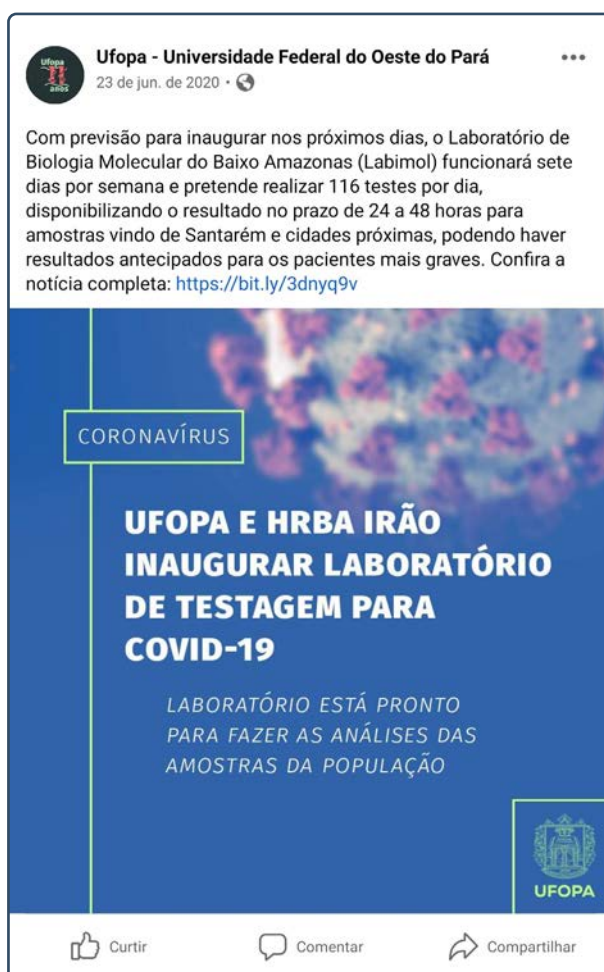 Ufopa
11
anos
Ufopa - Universidade Federal do Oeste do Pará
23 de jun. de 2020 ·
Com previsão para inaugurar nos próximos dias, o Laboratório de
Biologia Molecular do Baixo Amazonas (Labimol) funcionará sete
dias por semana e pretende realizar 116 testes por dia,
disponibilizando o resultado no prazo de 24 a 48 horas para
amostras vindo de Santarém e cidades próximas, podendo haver
resultados antecipados para os pacientes mais graves. Confira a
notícia completa: https://bit.ly/3dnyq9v
CORONAVÍRUS
UFOPA E HRBA IRÃO
INAUGURAR LABORATÓRIO
DE TESTAGEM PARA
COVID-19
LABORATÓRIO ESTÁ PRONTO
PARA FAZER AS ANÁLISES DAS
AMOSTRAS DA POPULAÇÃO
UFOPA
Curtir
Comentar
Compartilhar